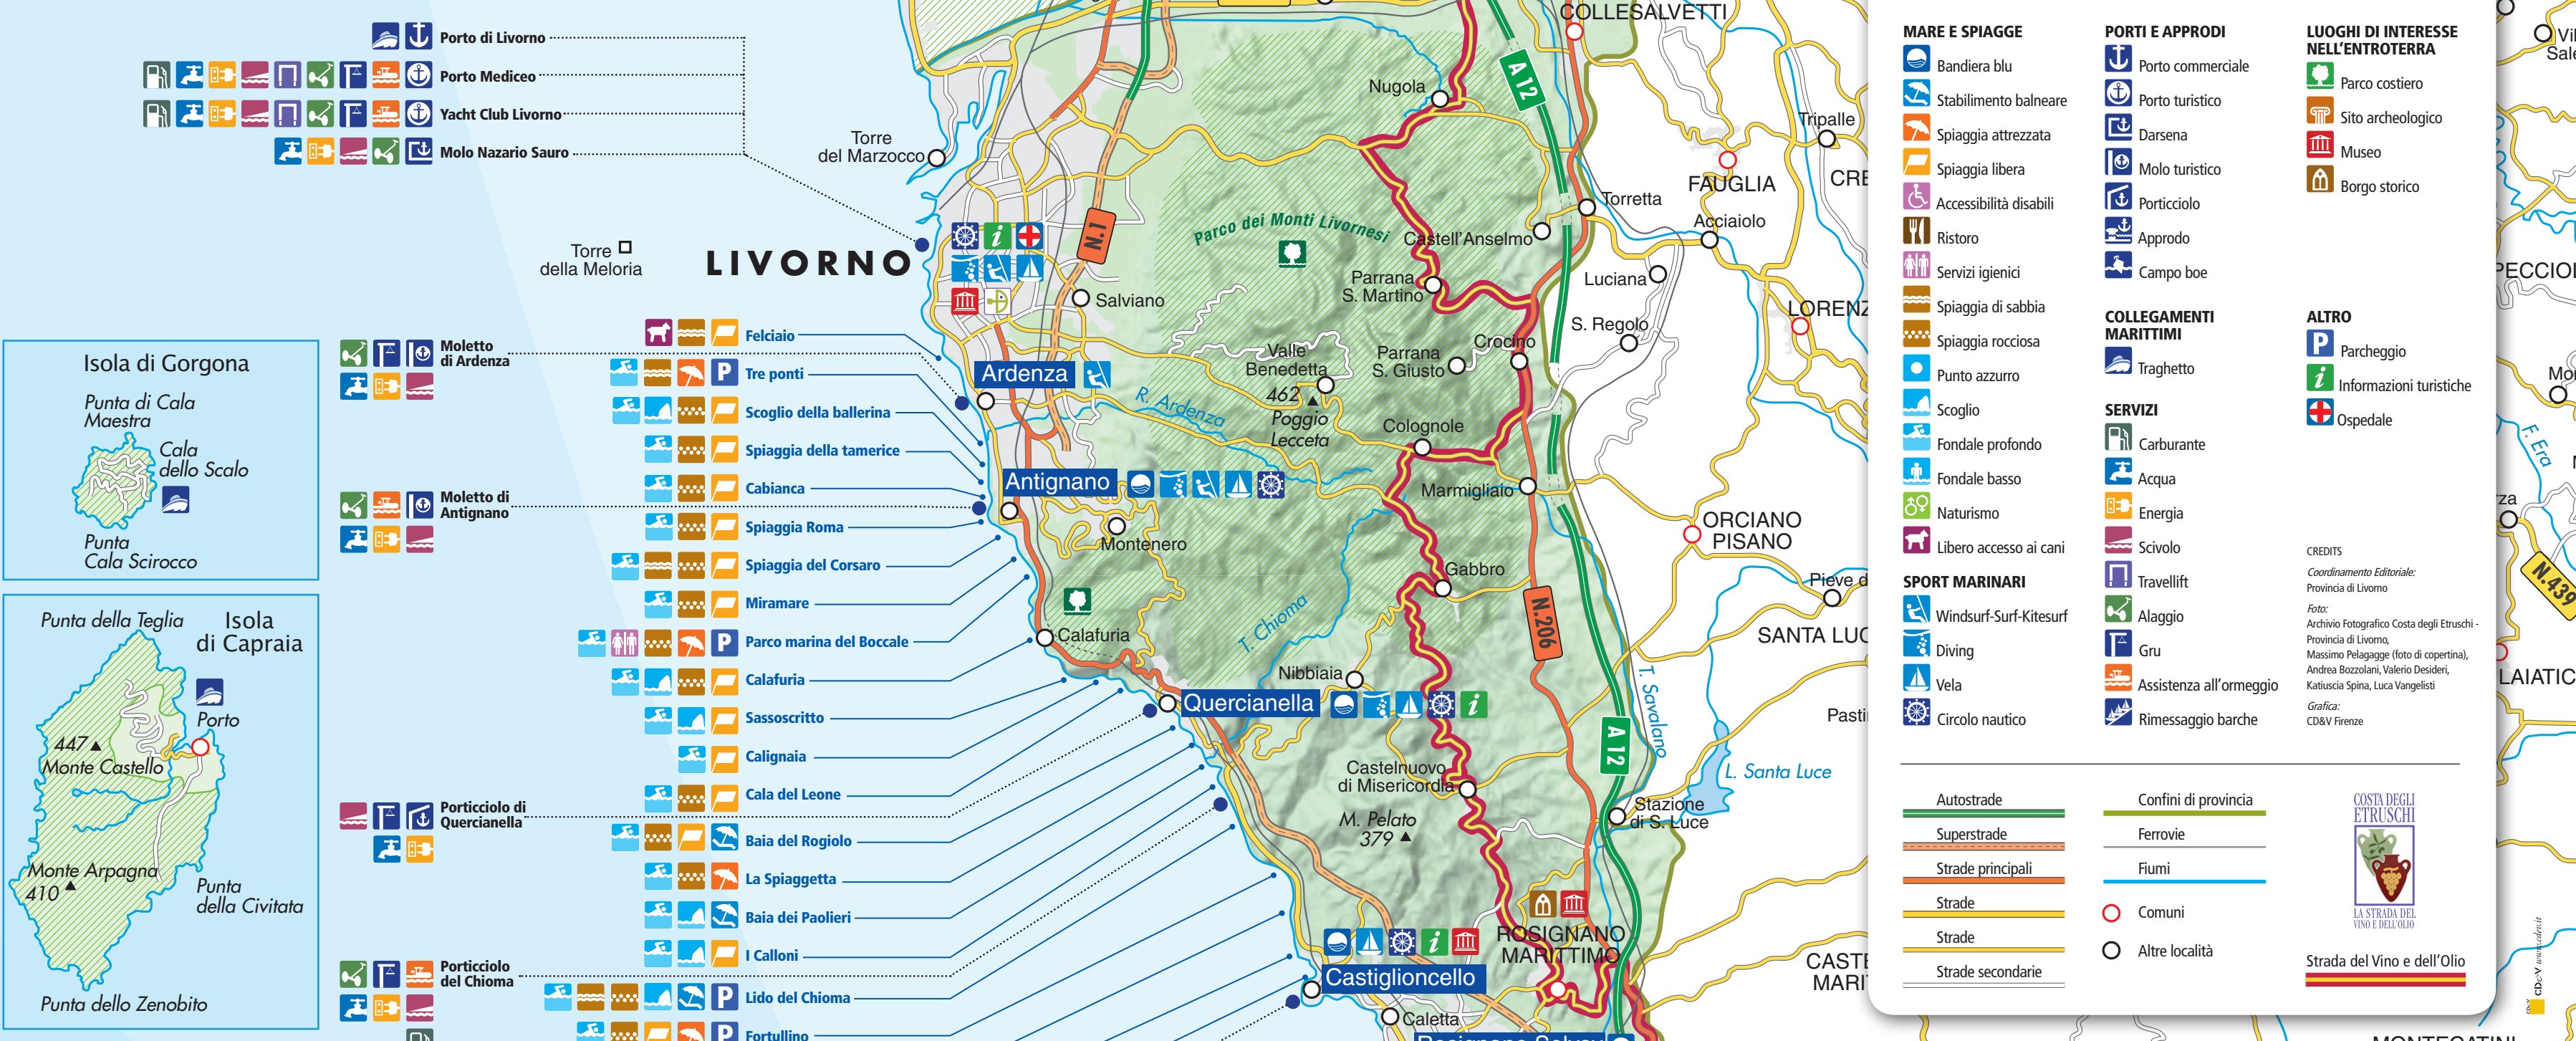 Porto di Livorno
Porto Mediceo
Yacht Club Livorno
Molo Nazario Sauro
Torre
del Marzocco
Torre
della Meloria
LIVORNO
Salviano
N.1
A 12
COLLESALVETTI
Nugola
Parco dei Monti Livornesi
Castell'Anselmo
Parrana
S. Martino
Torretta
Tripalle
FAUGLIA
CRE
Acciaiolo
Luciana
LORENZ
S. Regolo
Crocino
Valle
Benedetta
462
Poggio
Lecceta
Parrana
S. Giusto
Colognole
Marmigliaio
R. Ardenza
Ardenza
Antignano
Montenero
ORCIANO
PISANO
Gabbro
Pieve d
N.206
SANTA LUC
T. Chioma
Calafuria
Nibbiaia
Quercianella
T. Savalano
Pasti
A 12
L. Santa Luce
Castelnuovo
di Misericordia
M. Pelato
379
Stazione
di S. Luce
ROSIGNANO
MARITTIMO
CASTE
MARI
Castiglioncello
Caletta
Isola di Gorgona
Punta di Cala
Maestra
Cala
dello Scalo
Punta
Cala Scirocco
Punta della Teglia
Isola
di Capraia
Porto
447
Monte Castello
Monte Arpagna
410
Punta
della Civitata
Punta dello Zenobito
Moletto
di Ardenza
Moletto di
Antignano
Porticciolo di
Quercianella
Porticciolo
del Chioma
Felciaio
Tre ponti
P
Scoglio della ballerina
Spiaggia della tamerice
Cabianca
Spiaggia Roma
Spiaggia del Corsaro
Miramare
P
Parco marina del Boccale
Calafuria
Sassoscritto
Calignaia
Cala del Leone
Baia del Rogiolo
La Spiaggetta
Baia dei Paolieri
I Calloni
P
Lido del Chioma
P
Fortullino
MARE E SPIAGGE
Bandiera blu
Stabilimento balneare
Spiaggia attrezzata
Spiaggia libera
Accessibilità disabili
Ristoro
Servizi igienici
Spiaggia di sabbia
Spiaggia rocciosa
Punto azzurro
Scoglio
Fondale profondo
Fondale basso
Naturismo
Libero accesso ai cani
SPORT MARINARI
Windsurf-Surf-Kitesurf
Diving
Vela
Circolo nautico
PORTI E APPRODI
Porto commerciale
Porto turistico
Darsena
Molo turistico
Porticciolo
Approdo
Campo boe
COLLEGAMENTI
MARITTIMI
Traghetto
SERVIZI
Carburante
Acqua
Energia
Scivolo
Travellift
Alaggio
Gru
Assistenza all'ormeggio
Rimessaggio barche
LUOGHI DI INTERESSE
NELL'ENTROTERRA
Parco costiero
Sito archeologico
Museo
Borgo storico
ALTRO
P Parcheggio
i Informazioni turistiche
Ospedale
CREDITS
Coordinamento Editoriale:
Provincia di Livorno
Foto:
Archivio Fotografico Costa degli Etruschi -
Provincia di Livorno,
Massimo Pelagagge (foto di copertina),
Andrea Bozzolani, Valerio Desideri,
Katiuscia Spina, Luca Vangelisti
Grafica:
CD&V Firenze
Autostrade
Superstrade
Strade principali
Strade
Strade
Strade secondarie
Confini di provincia
Ferrovie
Fiumi
Comuni
Altre località
COSTA DEGLI
ETRUSCHI
LA STRADA DEL
VINO E DELL'OLIO
Strada del Vino e dell'Olio
CD&V www.cdev.it
F. Era
N.439
LAIATIC
PECCIOL